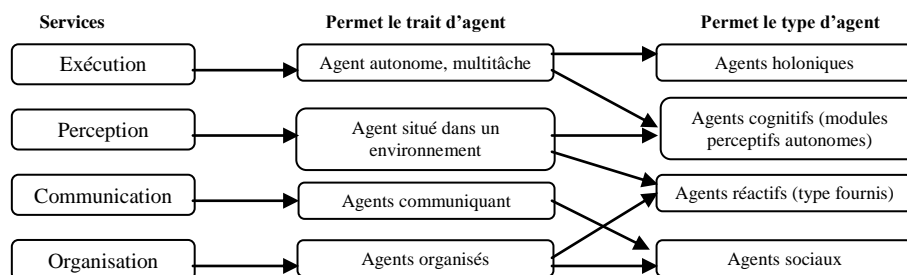 Services Permet le trait d’agent Permet le type d’agent
Exécution Agent autonome, multitâche Agents holoniques
Perception Agent situé dans un
environnement Agents cognitifs (modules
perceptifs autonomes)
Communication Agents communiquant Agents réactifs (type fournis)
Organisation Agents organisés Agents sociaux